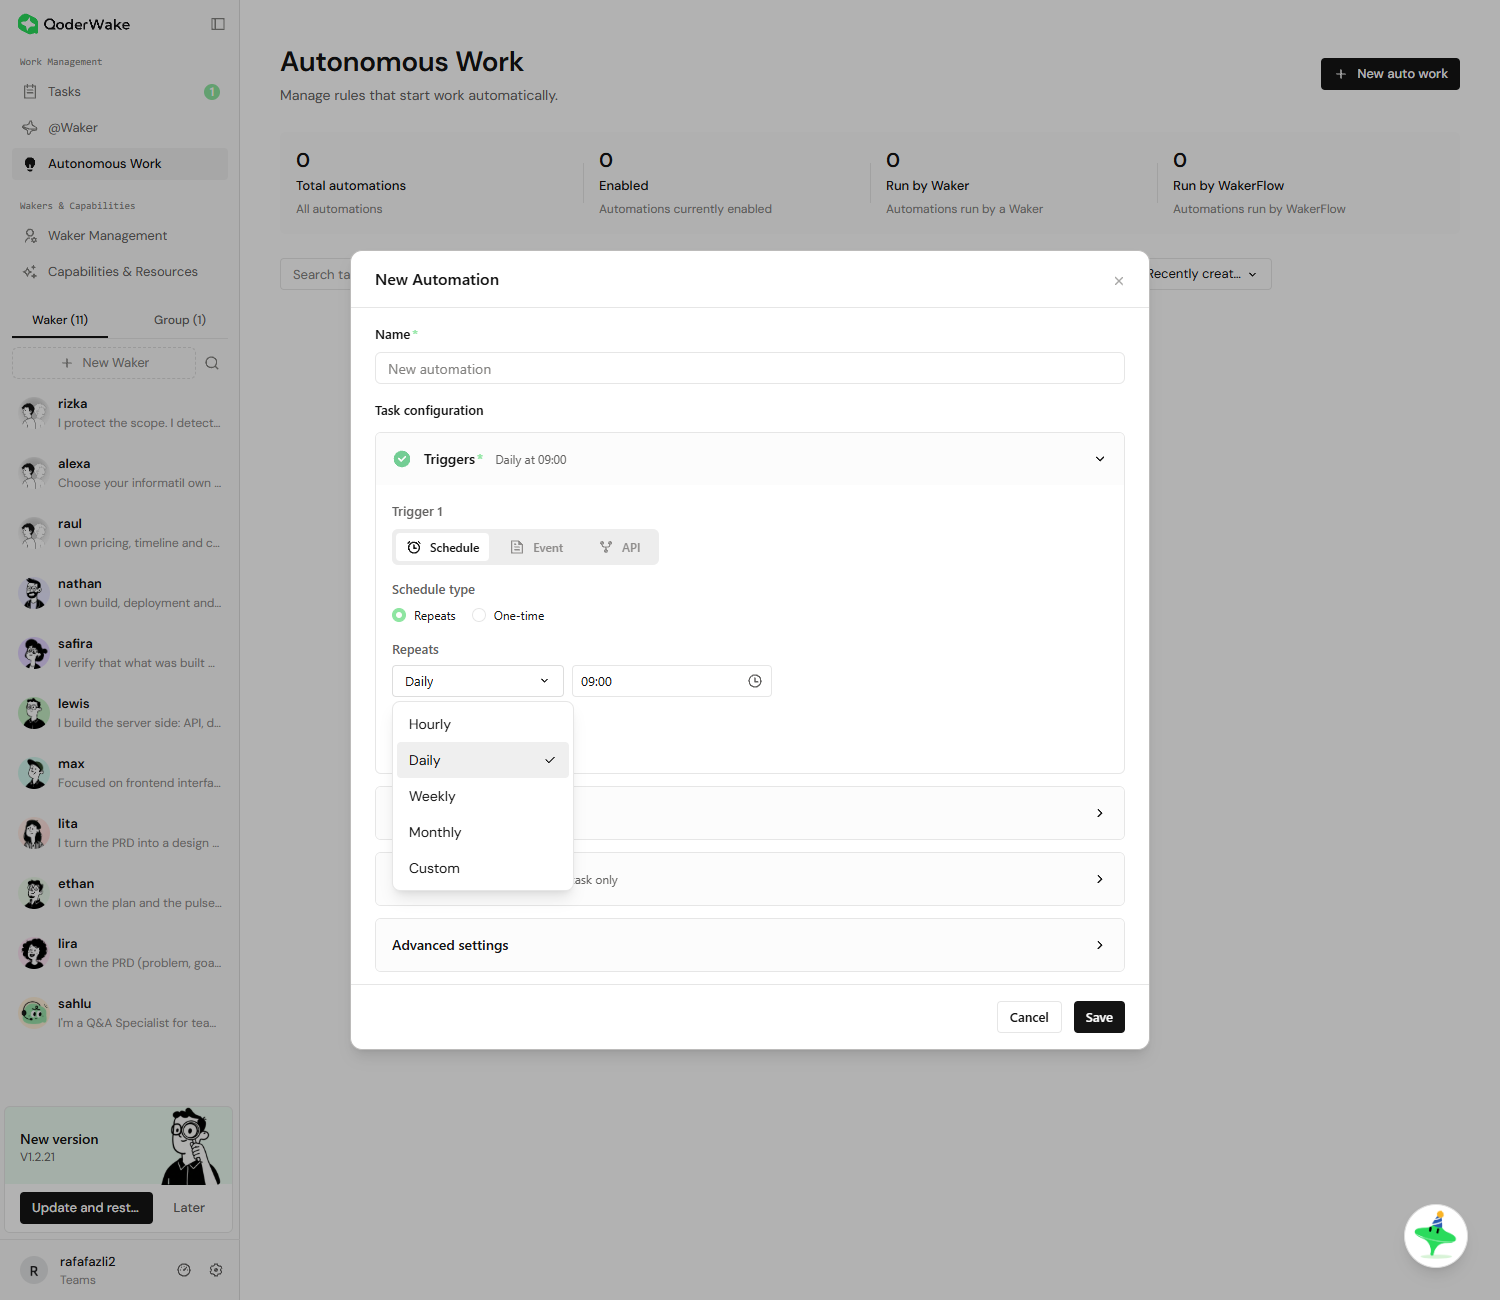 QoderWake
Work Management
Tasks
1
@Waker
Autonomous Work
Wakers & Capabilities
Waker Management
Capabilities & Resources
Waker (11)
Group (1)
New Waker
rizka
I protect the scope. I detect...
alexa
Choose your informatil own ...
raul
I own pricing, timeline and c...
nathan
I own build, deployment and...
safira
I verify that what was built ...
lewis
I build the server side: API, d...
max
Focused on frontend interfa...
lita
I turn the PRD into a design ...
ethan
I own the plan and the pulse...
lira
I own the PRD (problem, goa...
sahlu
I'm a Q&A Specialist for tea...
New version
V1.2.21
Update and rest...
Later
R
rafafazli2
Teams
Autonomous Work
Manage rules that start work automatically.
New auto work
0
Total automations
All automations
0
Enabled
Automations currently enabled
0
Run by Waker
Automations run by a Waker
0
Run by WakerFlow
Automations run by WakerFlow
Search ta
Recently creat...
New Automation
Name*
New automation
Task configuration
Triggers* Daily at 09:00
Trigger 1
Schedule
Event
API
Schedule type
Repeats
One-time
Repeats
Daily
09:00
Hourly
Daily
Weekly
Monthly
Custom
ask only
Advanced settings
Cancel
Save